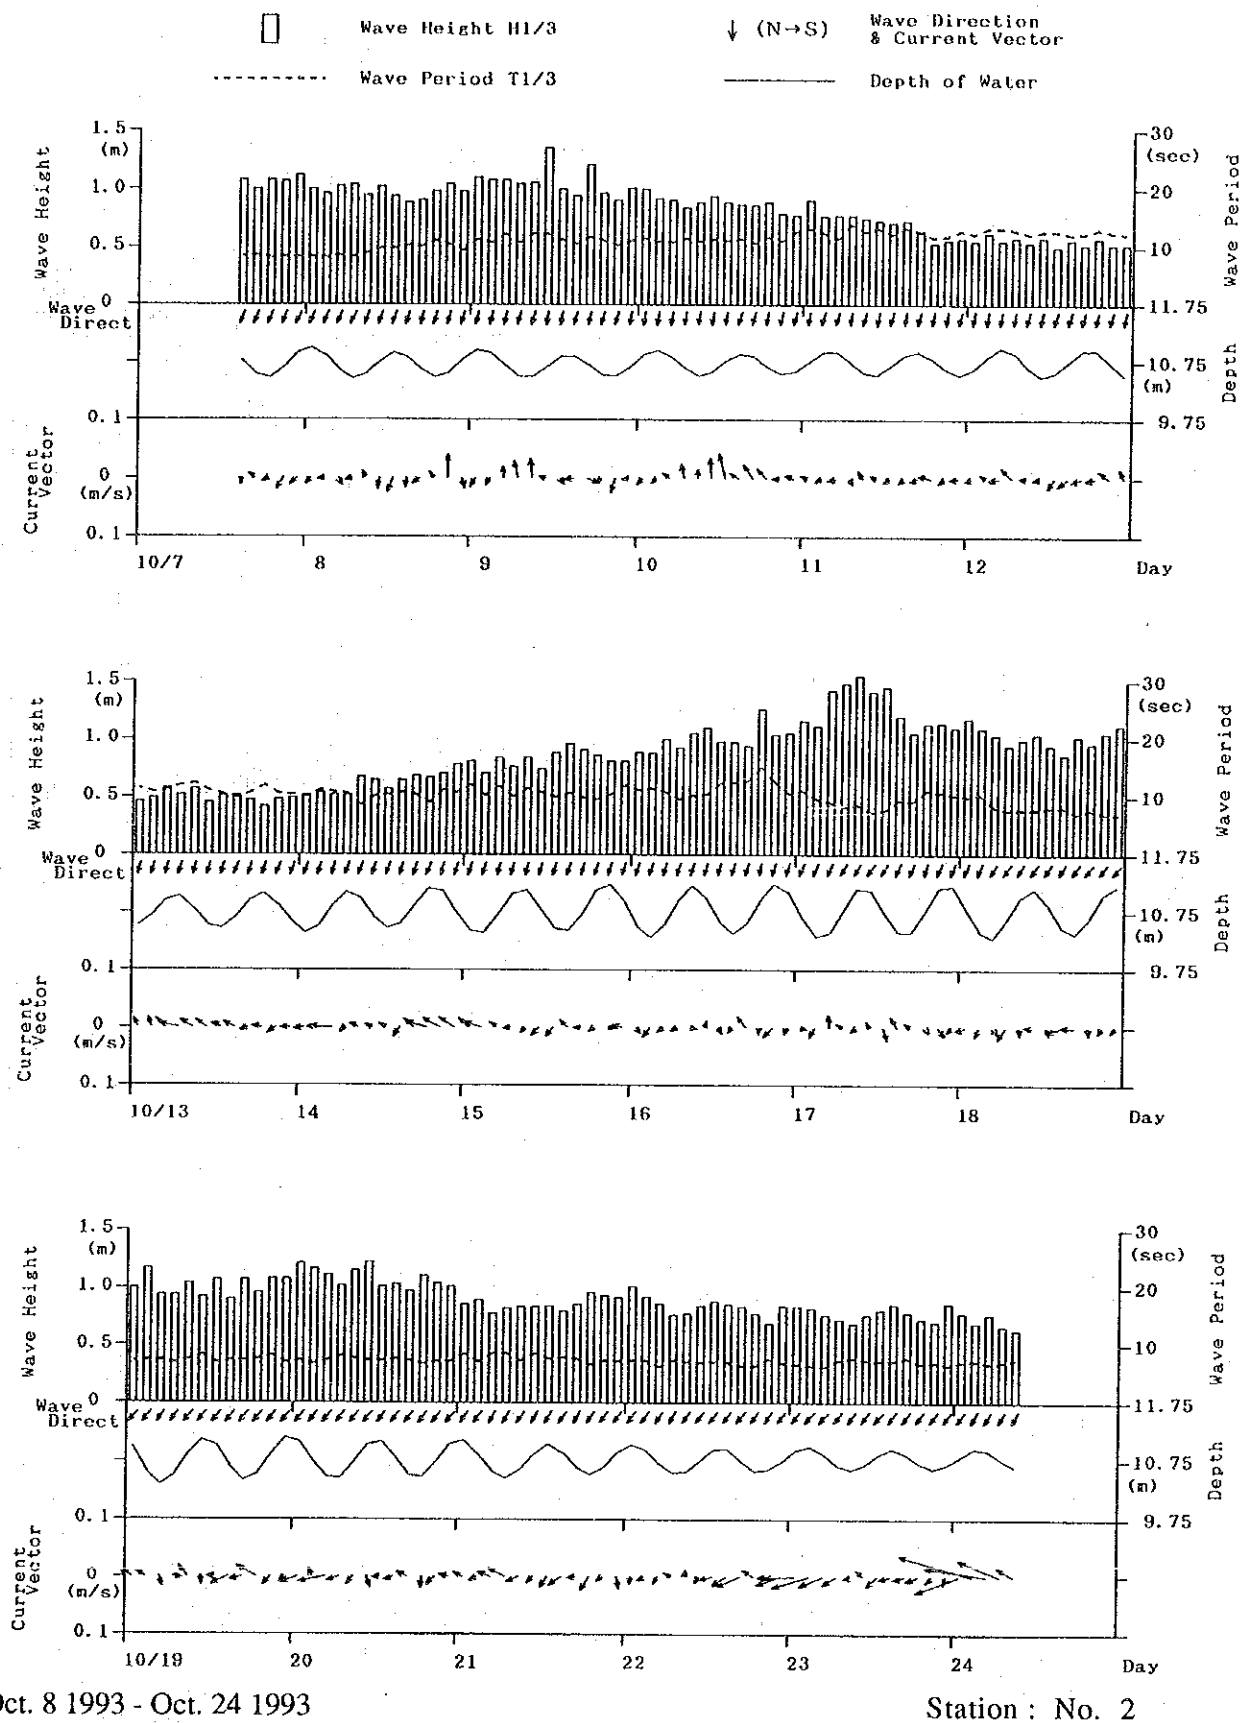 Wave Height H1/3
(N→S) Wave Direction & Current Vector
Wave Period T1/3
Depth of Water
1.5
(m)
1.0
0.5
0
Wave Height
30
(sec)
20
10
Wave Period
Wave Direct
11.75
10.75
(m)
9.75
Depth
0.1
0
(m/s)
0.1
Current Vector
10/7 8 9 10 11 12 Day
1.5
(m)
1.0
0.5
0
Wave Height
30
(sec)
20
10
Wave Period
Wave Direct
11.75
10.75
(m)
9.75
Depth
0.1
0
(m/s)
0.1
Current Vector
10/13 14 15 16 17 18 Day
1.5
(m)
1.0
0.5
0
Wave Height
30
(sec)
20
10
Wave Period
Wave Direct
11.75
10.75
(m)
9.75
Depth
0.1
0
(m/s)
0.1
Current Vector
10/19 20 21 22 23 24 Day
Oct. 8 1993 - Oct. 24 1993
Station : No. 2